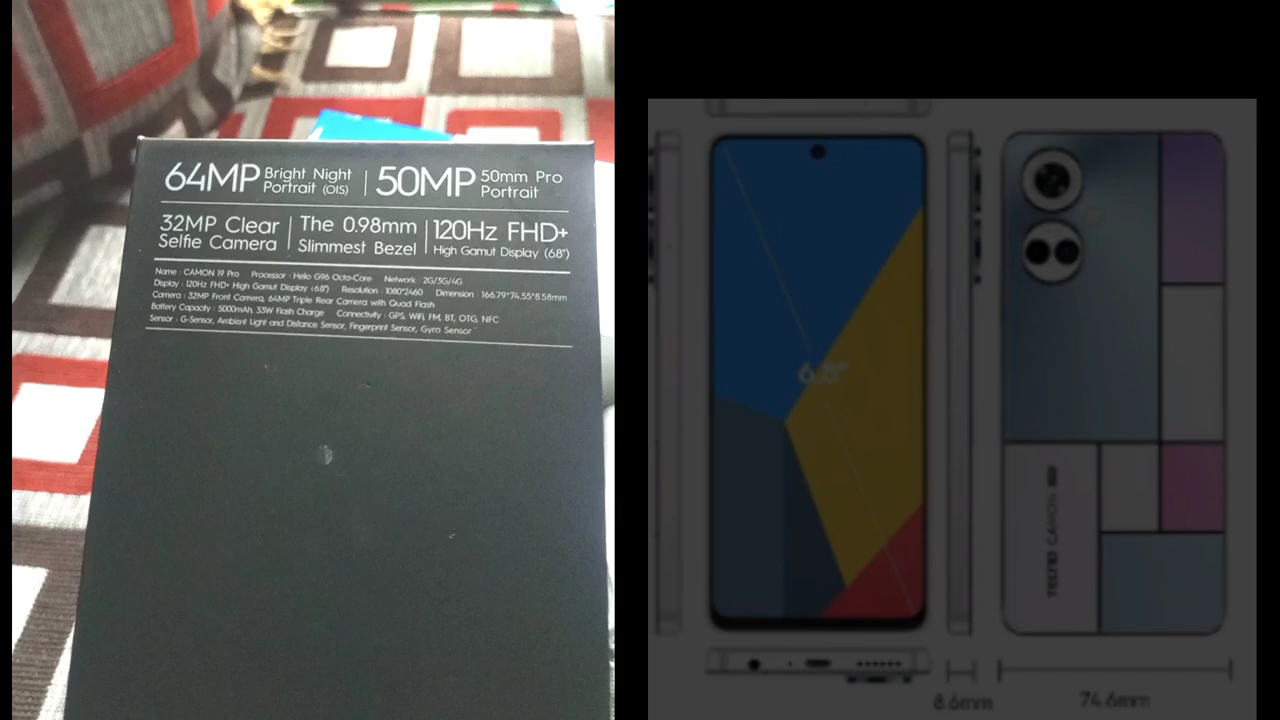 64MP Bright Night Portrait (OIS) | 50MP 50mm Pro Portrait
32MP Clear Selfie Camera | The 0.98mm Slimmest Bezel | 120Hz FHD+ High Gamut Display (6.8")
Name : CAMON 19 Pro Processor : Helio G96 Octa-Core Network : 2G/3G/4G
Display : 120Hz FHD+ High Gamut Display (6.8") Resolution : 1080*2460 Dimension : 166.79*74.55*8.58mm
Camera : 32MP Front Camera, 64MP Triple Rear Camera with Quad Flash
Battery Capacity : 5000mAh, 33W Flash Charge Connectivity : GPS, WiFi, FM, BT, OTG, NFC
Sensor : G-Sensor, Ambient Light and Distance Sensor, Fingerprint Sensor, Gyro Sensor
TECNO CAMON
8.6mm
74.6mm